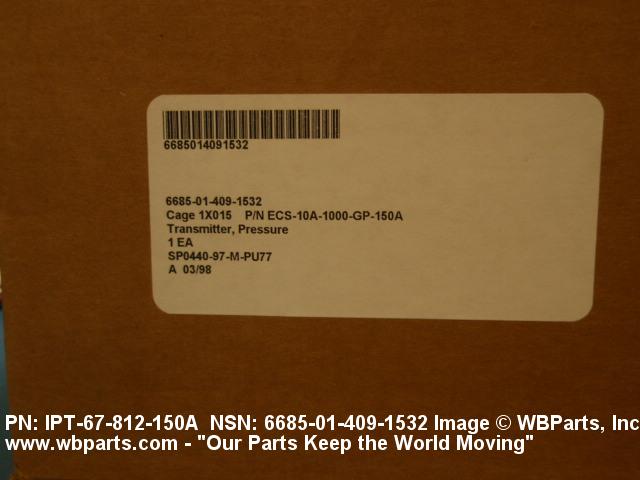 6685014091532
6685-01-409-1532
Cage 1X015 P/N ECS-10A-1000-GP-150A
Transmitter, Pressure
1 EA
SP0440-97-M-PU77
A 03/98
PN: IPT-67-812-150A NSN: 6685-01-409-1532 Image © WBParts, Inc
www.wbparts.com - "Our Parts Keep the World Moving"